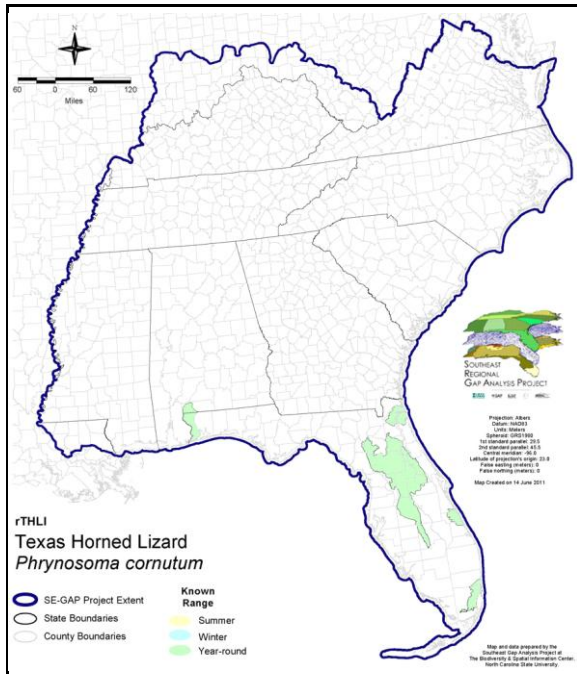 N
60 0 60 120
Miles
SOUTHEAST
REGIONAL
GAP ANALYSIS PROJECT
Projection: Albers
Datum: NAD83
Units: Meters
Spheroid: GRS1980
1st standard parallel: 29.5
2nd standard parallel: 45.5
Central meridian: -96.0
Latitude of projection's origin: 23.0
False easting (meters): 0
False northing (meters): 0
Map Created on 14 June 2011
rTHLI
Texas Horned Lizard
Phrynosoma cornutum
SE-GAP Project Extent
State Boundaries
County Boundaries
Known
Range
Summer
Winter
Year-round
Map and data prepared by the
Southeast Gap Analysis Project at
The Biodiversity & Spatial Information Center,
North Carolina State University.